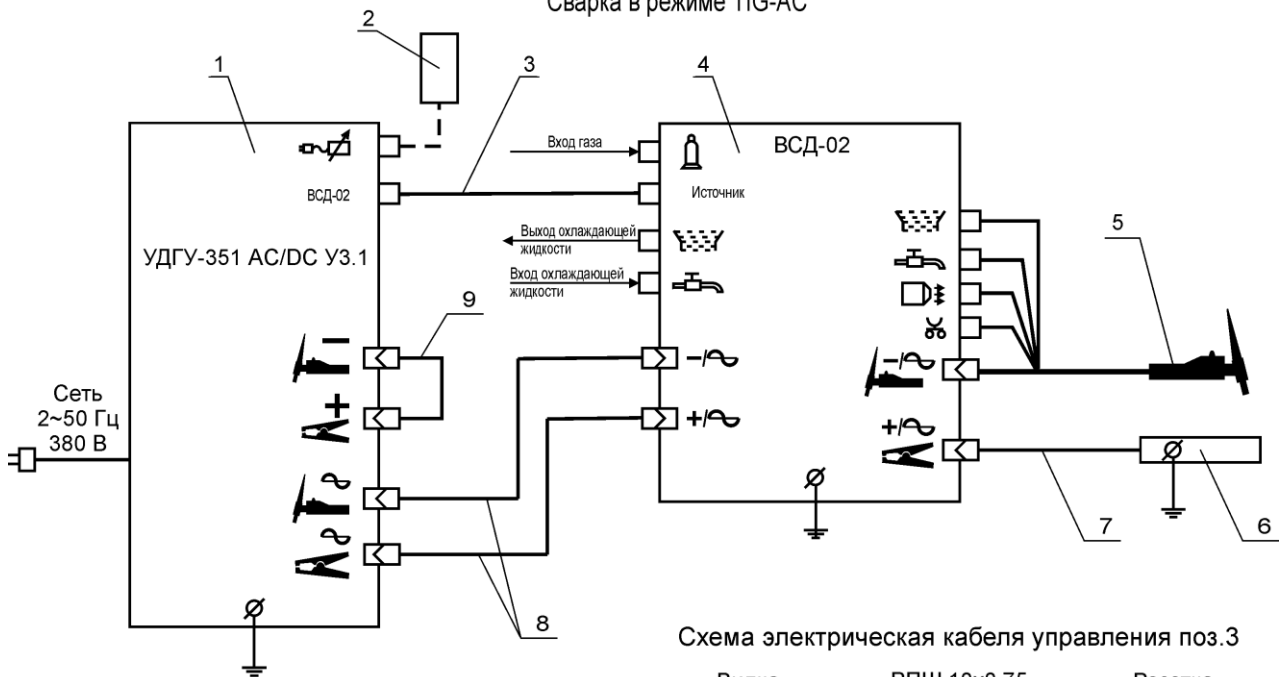 Сварка в режиме TIG-AC
2
1
3
4
Вход газа
ВСД-02
ВСД-02
Источник
Выход охлаждающей
жидкости
5
УДГУ-351 AC/DC У3.1
Вход охлаждающей
жидкости
9
−
−/
−/
+
+/
+/
Сеть
2~50 Гц
380 В
7
6
8
Схема электрическая кабеля управления поз.3